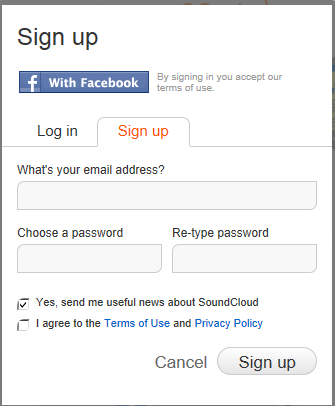 Sign up
f With Facebook
By signing in you accept our
terms of use.
Log in
Sign up
What's your email address?
Choose a password
Re-type password
Yes, send me useful news about SoundCloud
I agree to the Terms of Use and Privacy Policy
Cancel
Sign up